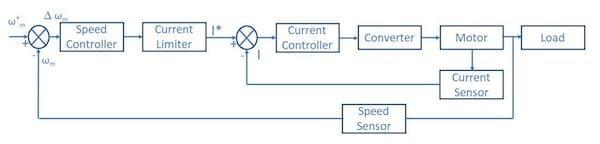 ω*m
Δ ωm
+
-
ωm
Speed
Controller
Current
Limiter
I*
+
-
I
Current
Controller
Converter
Motor
Load
Current
Sensor
Speed
Sensor